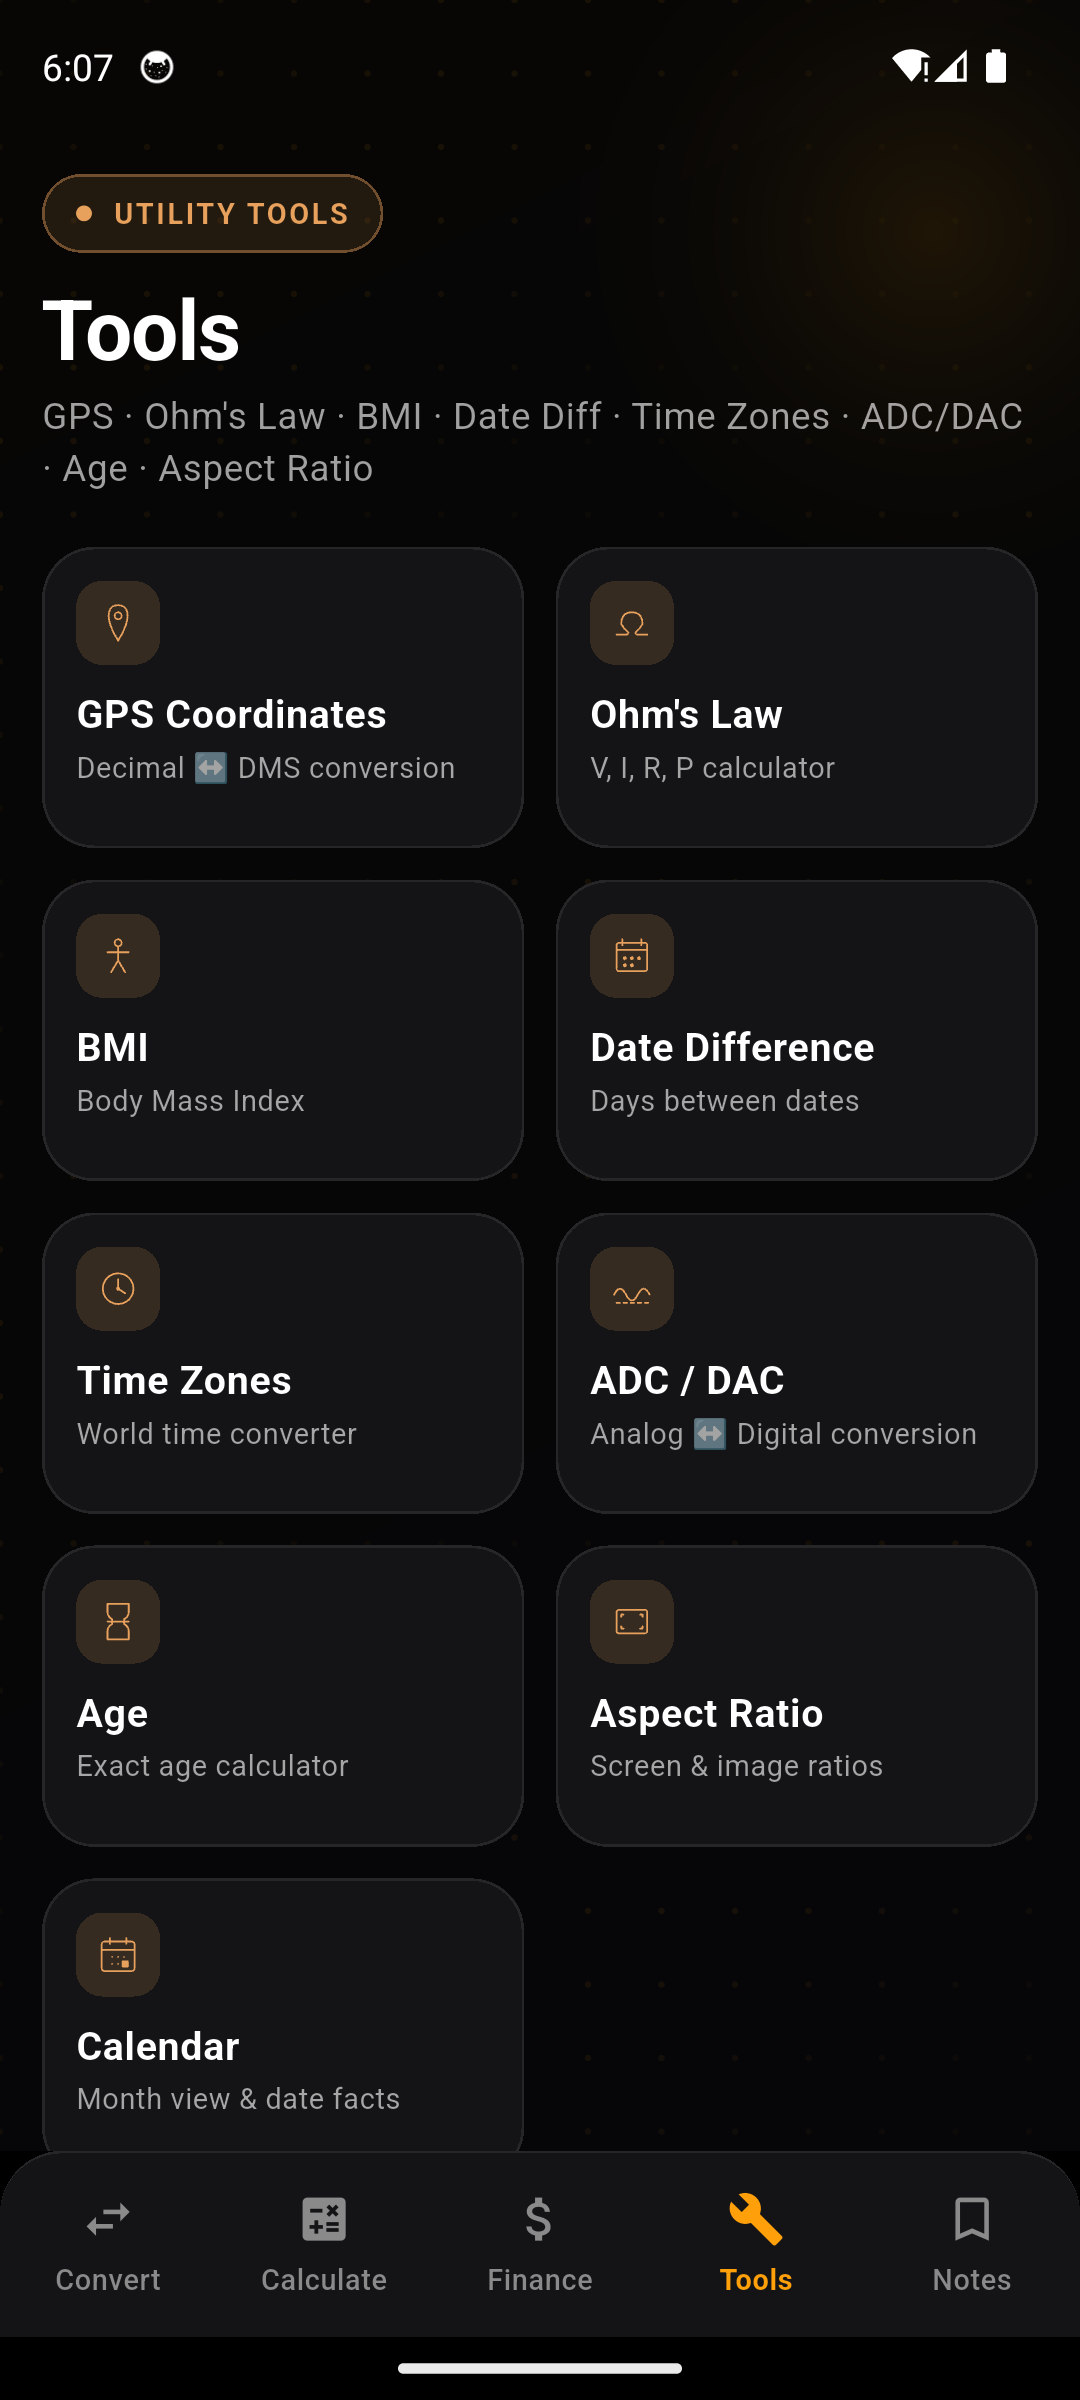 6:07
UTILITY TOOLS
Tools
GPS · Ohm's Law · BMI · Date Diff · Time Zones · ADC/DAC
· Age · Aspect Ratio
GPS Coordinates
Decimal ↔️ DMS conversion
Ohm's Law
V, I, R, P calculator
BMI
Body Mass Index
Date Difference
Days between dates
Time Zones
World time converter
ADC / DAC
Analog ↔️ Digital conversion
Age
Exact age calculator
Aspect Ratio
Screen & image ratios
Calendar
Month view & date facts
Convert
Calculate
Finance
Tools
Notes